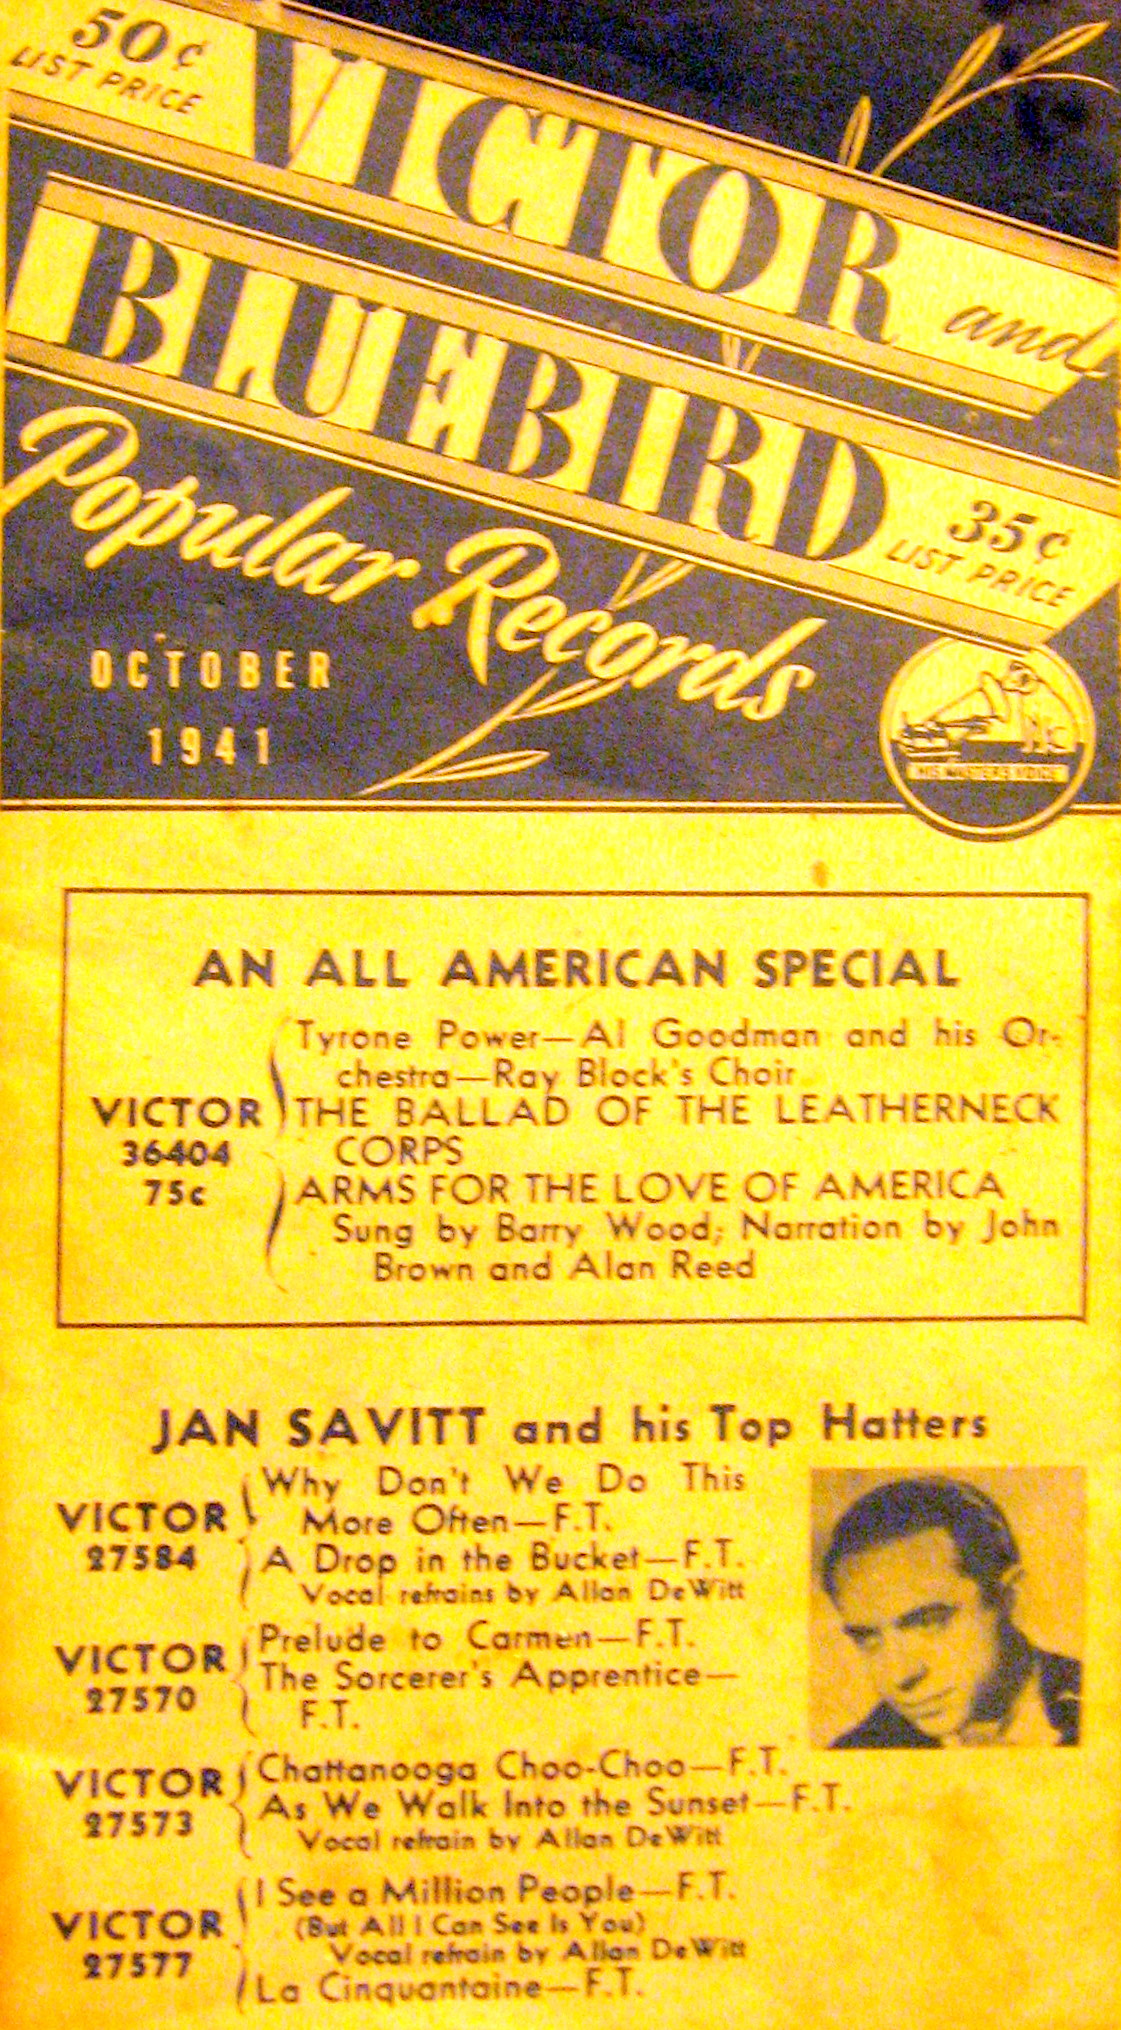 50¢
LIST PRICE
VICTOR and
BLUEBIRD
35¢
LIST PRICE
Popular Records
OCTOBER
1941
HIS MASTER'S VOICE
AN ALL AMERICAN SPECIAL
Tyrone Power—Al Goodman and his Or-
chestra—Ray Block's Choir
VICTOR
36404
75c
THE BALLAD OF THE LEATHERNECK
CORPS
ARMS FOR THE LOVE OF AMERICA
Sung by Barry Wood; Narration by John
Brown and Alan Reed
JAN SAVITT and his Top Hatters
VICTOR
27584
Why Don't We Do This
More Often—F.T.
A Drop in the Bucket—F.T.
Vocal refrains by Allan DeWitt
VICTOR
27570
Prelude to Carmen—F.T.
The Sorcerer's Apprentice—
F.T.
VICTOR
27573
Chattanooga Choo-Choo—F.T.
As We Walk Into the Sunset—F.T.
Vocal refrain by Allan DeWitt
VICTOR
27577
I See a Million People—F.T.
(But All I Can See Is You)
Vocal refrain by Allan DeWitt
La Cinquantaine—F.T.